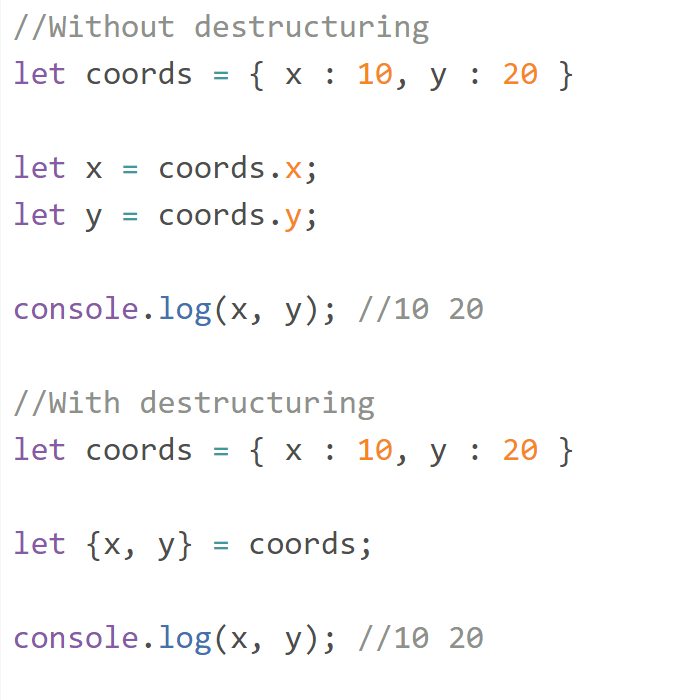 //Without destructuring
let coords = { x : 10, y : 20 }
let x = coords.x;
let y = coords.y;
console.log(x, y); //10 20
//With destructuring
let coords = { x : 10, y : 20 }
let {x, y} = coords;
console.log(x, y); //10 20